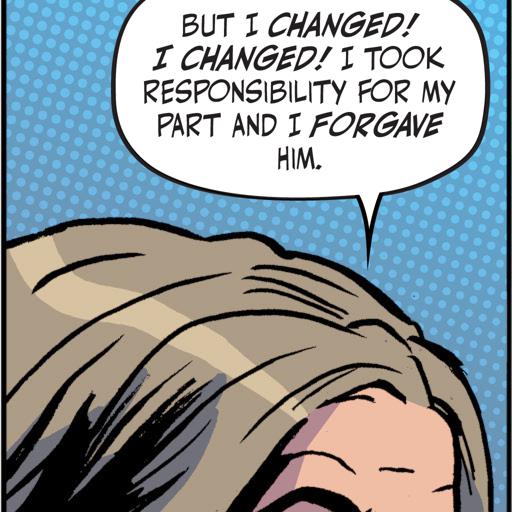 BUT I CHANGED!
I CHANGED! I TOOK
RESPONSIBILITY FOR MY
PART AND I FORGAVE
HIM.